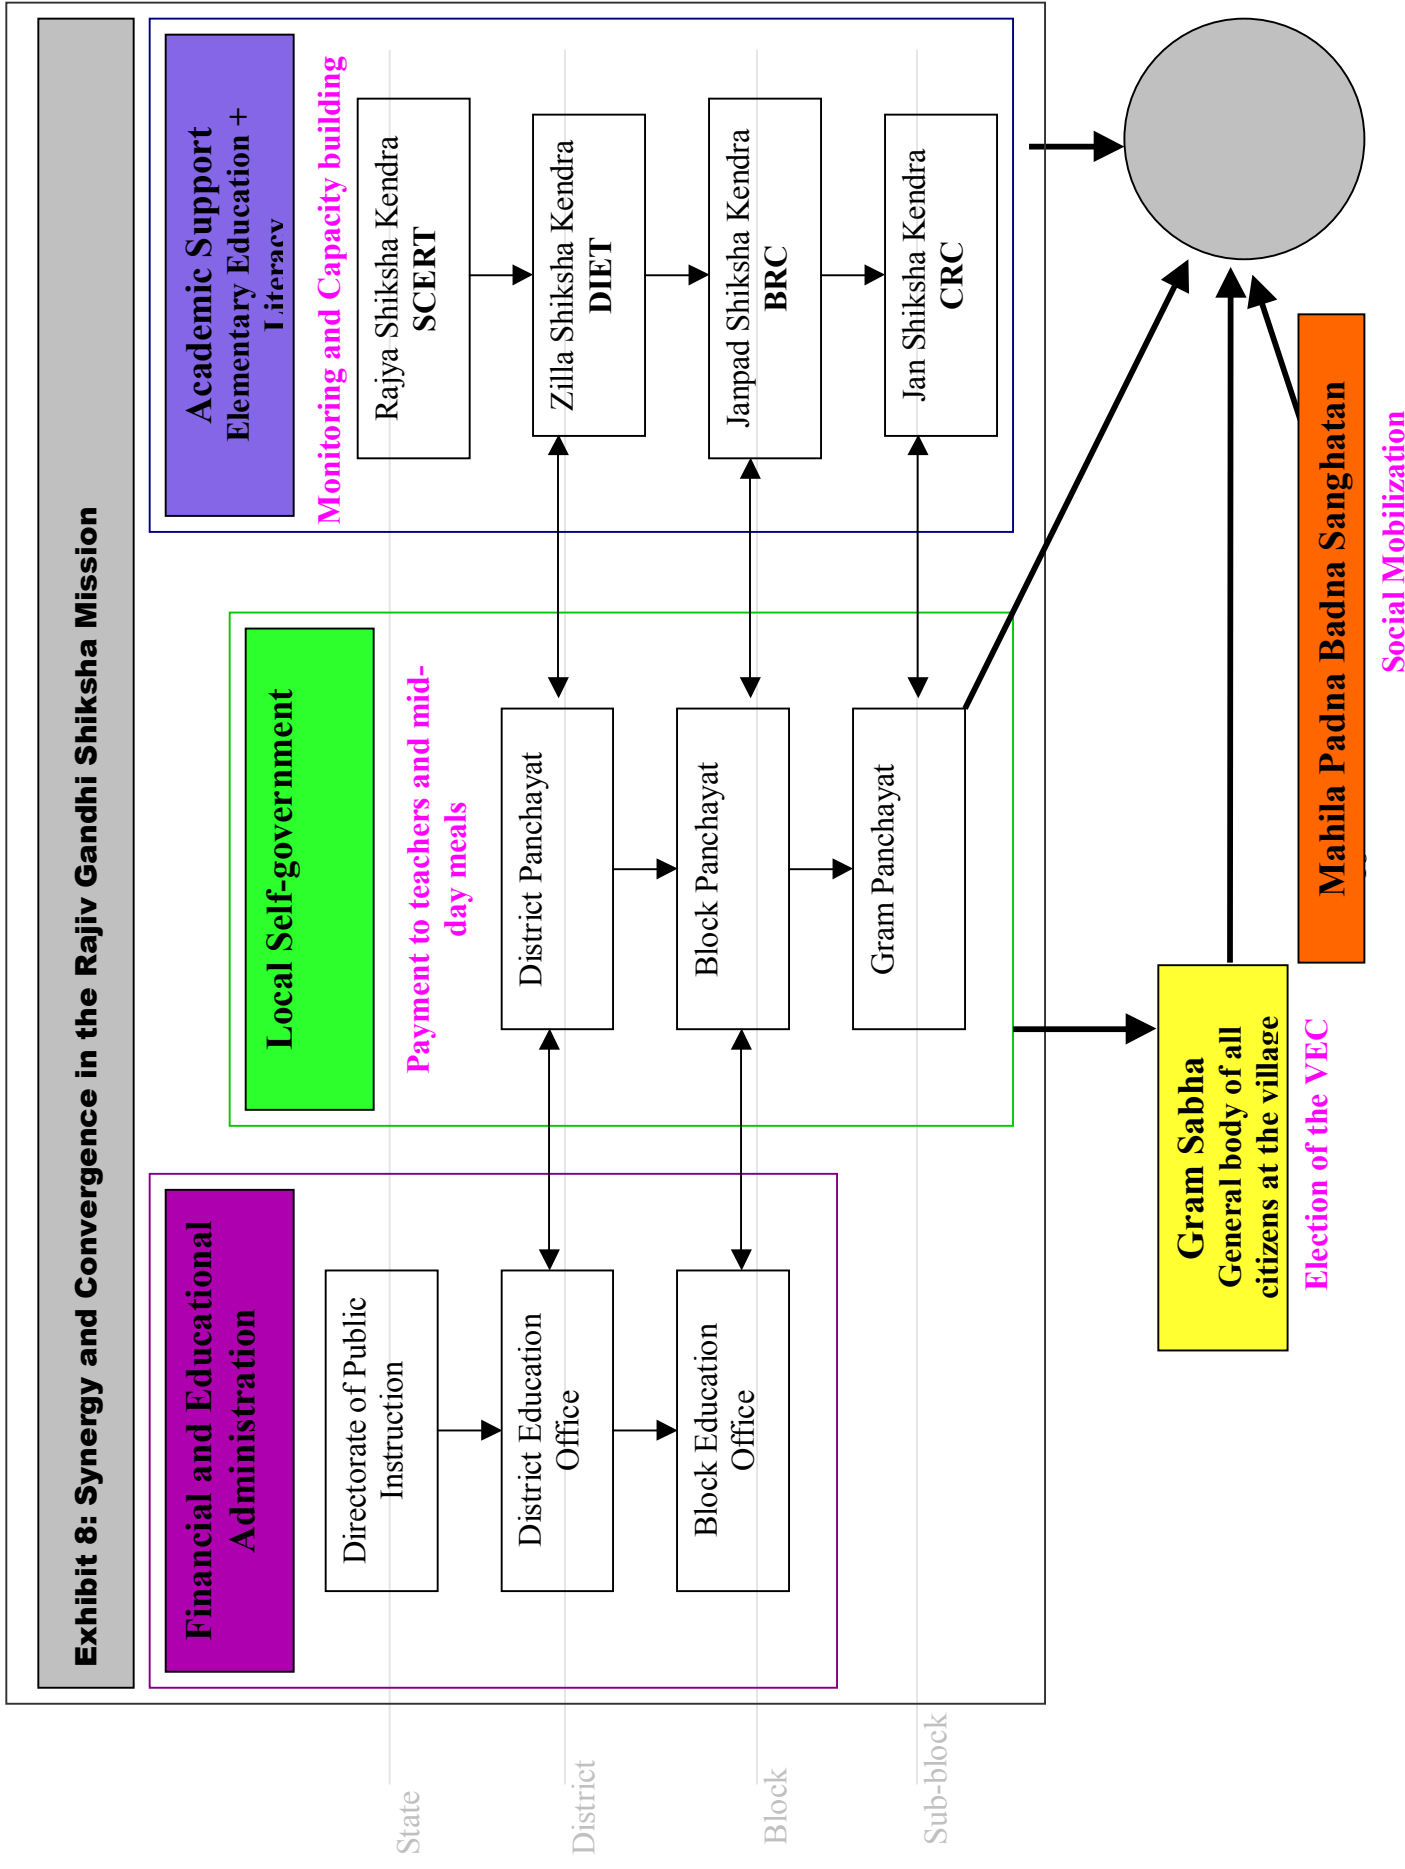 Exhibit 8: Synergy and Convergence in the Rajiv Gandhi Shiksha Mission
Financial and Educational
Administration
Local Self-government
Academic Support
Elementary Education +
Literacy
Payment to teachers and mid-
day meals
Monitoring and Capacity building
State
Directorate of Public
Instruction
Rajya Shiksha Kendra
SCERT
District
District Education
Office
District Panchayat
Zilla Shiksha Kendra
DIET
Block
Block Education
Office
Block Panchayat
Janpad Shiksha Kendra
BRC
Sub-block
Gram Panchayat
Jan Shiksha Kendra
CRC
Gram Sabha
General body of all
citizens at the village
Election of the VEC
Mahila Padna Badna Sanghatan
Social Mobilization